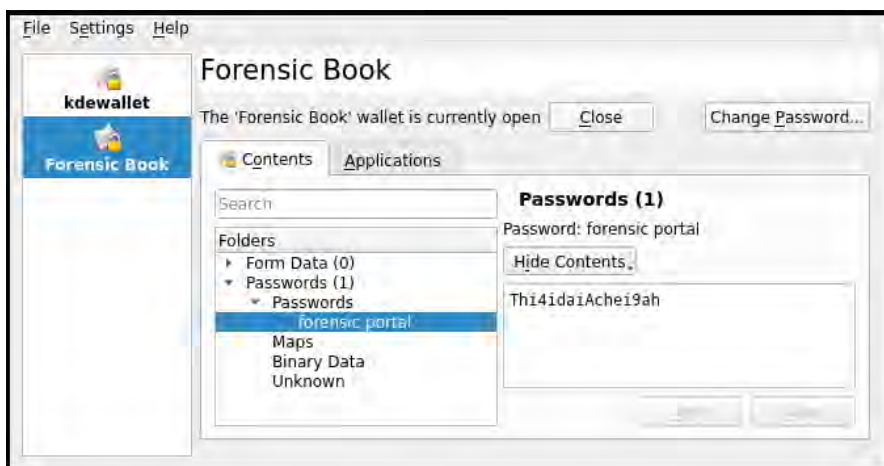 File Settings Help
kdewallet
Forensic Book
Forensic Book
The 'Forensic Book' wallet is currently open Close Change Password...
Contents Applications
Search
Folders
Form Data (0)
Passwords (1)
Passwords
forensic portal
Maps
Binary Data
Unknown
Passwords (1)
Password: forensic portal
Hide Contents
Thi4idaiAchei9ah